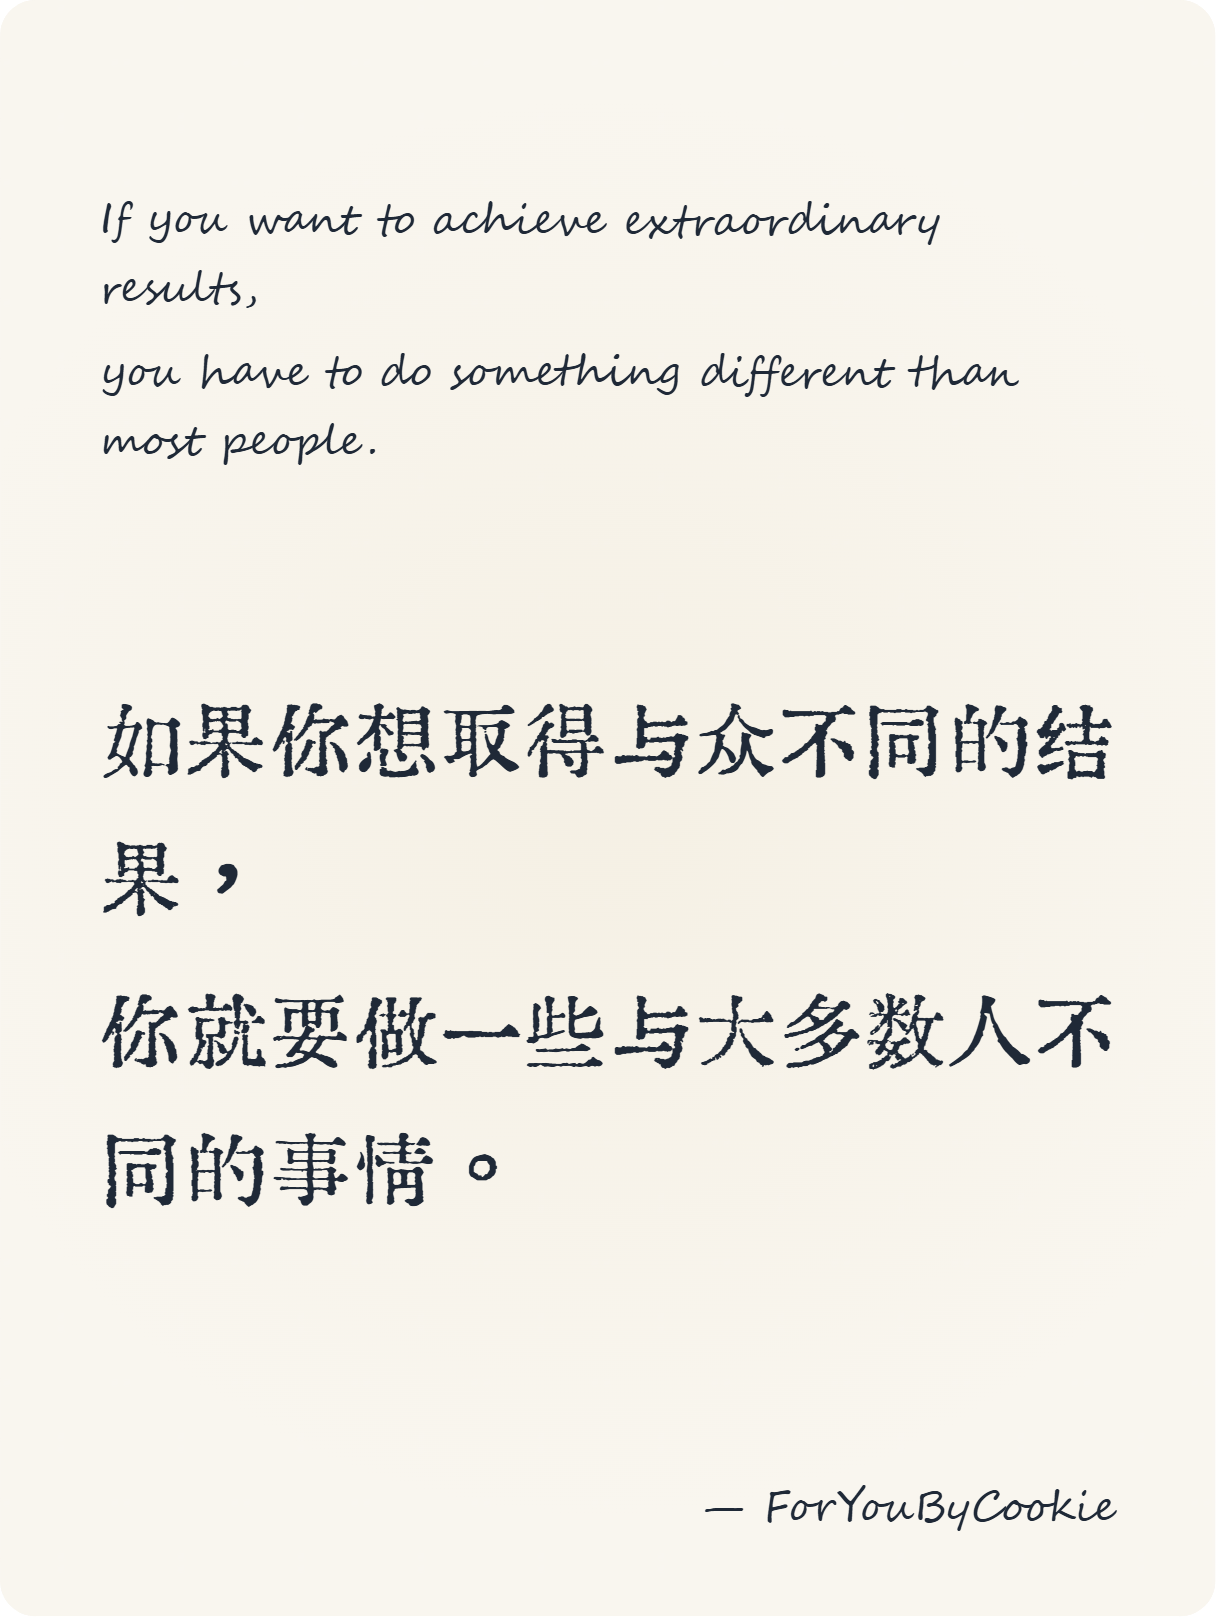 If you want to achieve extraordinary
results,
you have to do something different than
most people.
如果你想取得与众不同的结
果，
你就要做一些与大多数人不
同的事情。
— ForYouByCookie